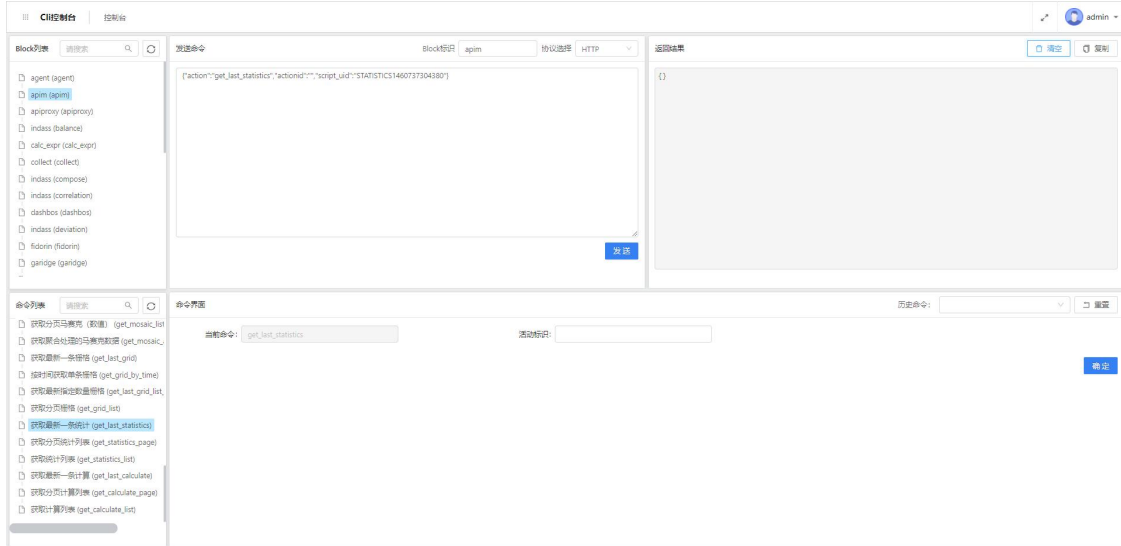 Cli控制台 控制台 admin
Block列表 请搜索
agent (agent)
apim (apim)
apiproxy (apiproxy)
indass (balance)
calc_expr (calc_expr)
collect (collect)
indass (compose)
indass (correlation)
dashbos (dashbos)
indass (deviation)
fidorin (fidorin)
garidge (garidge)
发送命令 Block标识 apim 协议选择 HTTP
{"action":"get_last_statistics","actionid":"","script_uid":"STATISTICS1460737304380"}
发送
返回结果 清空 复制
{}
命令列表 请搜索
获取分页马赛克（数值） (get_mosaic_list
获取聚合处理的马赛克数据 (get_mosaic_
获取最新一条栅格 (get_last_grid)
按时间获取单条栅格 (get_grid_by_time)
获取最新指定数量栅格 (get_last_grid_list_
获取分页栅格 (get_grid_list)
获取最新一条统计 (get_last_statistics)
获取分页统计列表 (get_statistics_page)
获取统计列表 (get_statistics_list)
获取最新一条计算 (get_last_calculate)
获取分页计算列表 (get_calculate_page)
获取计算列表 (get_calculate_list)
命令界面 历史命令： 重置
当前命令： get_last_statistics 活动标识：
确定